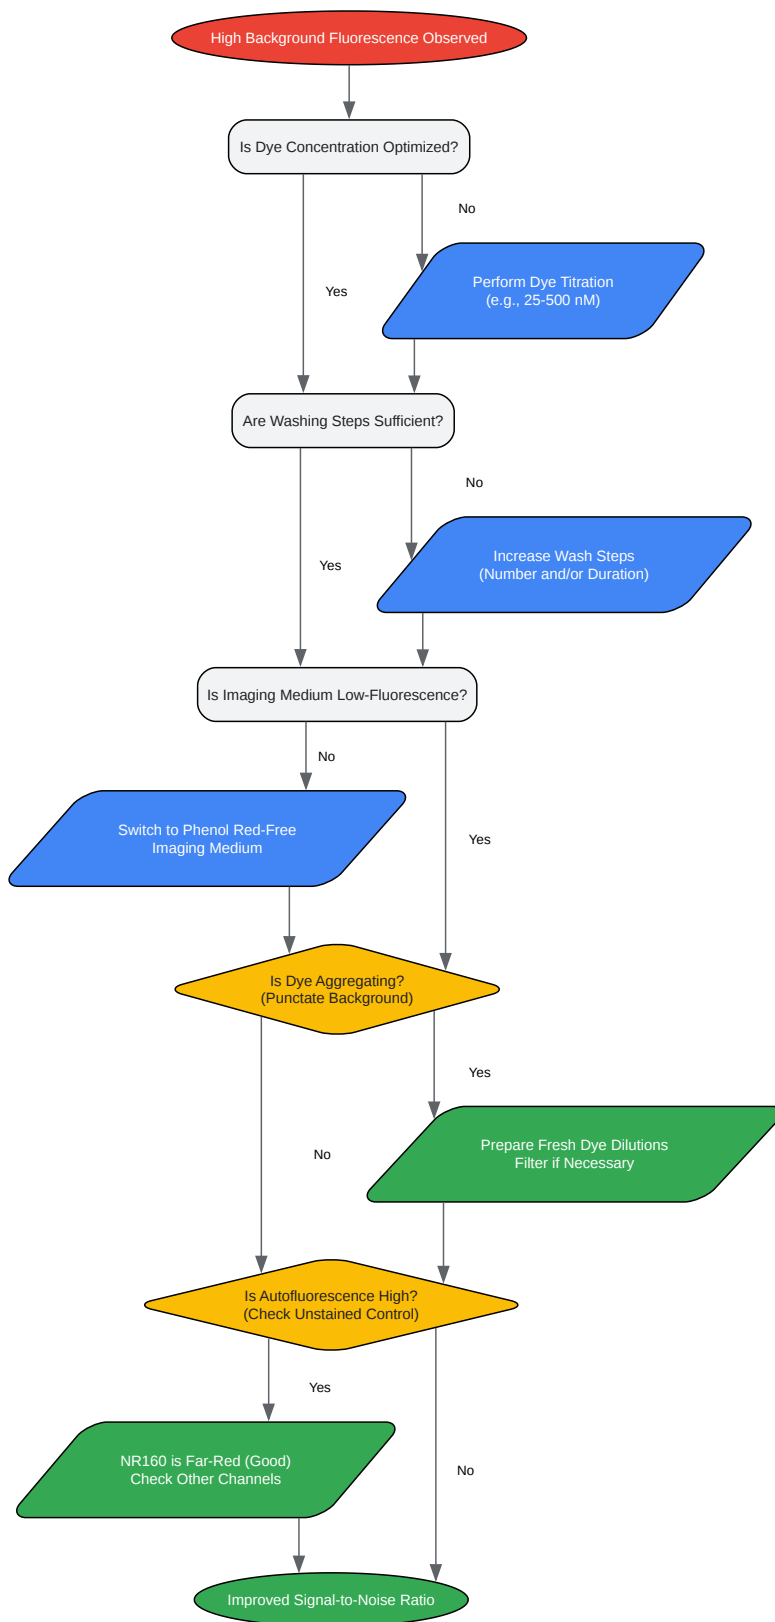 High Background Fluorescence Observed
Is Dye Concentration Optimized?
No
Perform Dye Titration
(e.g., 25-500 nM)
Yes
Are Washing Steps Sufficient?
No
Increase Wash Steps
(Number and/or Duration)
Yes
Is Imaging Medium Low-Fluorescence?
No
Switch to Phenol Red-Free
Imaging Medium
Yes
Is Dye Aggregating?
(Punctate Background)
Yes
Prepare Fresh Dye Dilutions
Filter if Necessary
No
Is Autofluorescence High?
(Check Unstained Control)
Yes
NR160 is Far-Red (Good)
Check Other Channels
No
Improved Signal-to-Noise Ratio